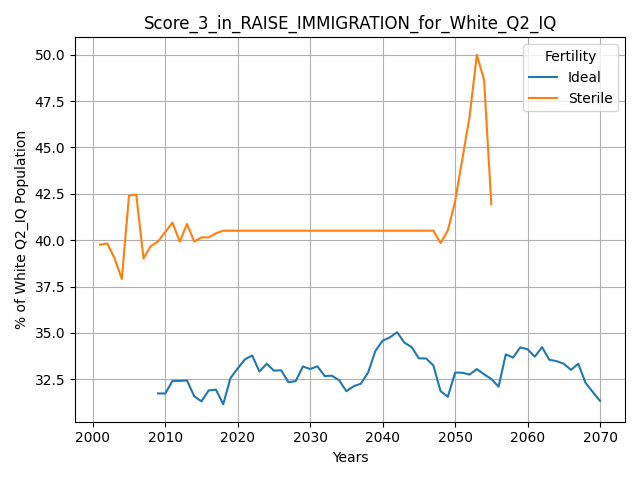 Score_3_in_RAISE_IMMIGRATION_for_White_Q2_IQ
Fertility
Ideal
Sterile
% of White Q2_IQ Population
50.0
47.5
45.0
42.5
40.0
37.5
35.0
32.5
2000 2010 2020 2030 2040 2050 2060 2070
Years